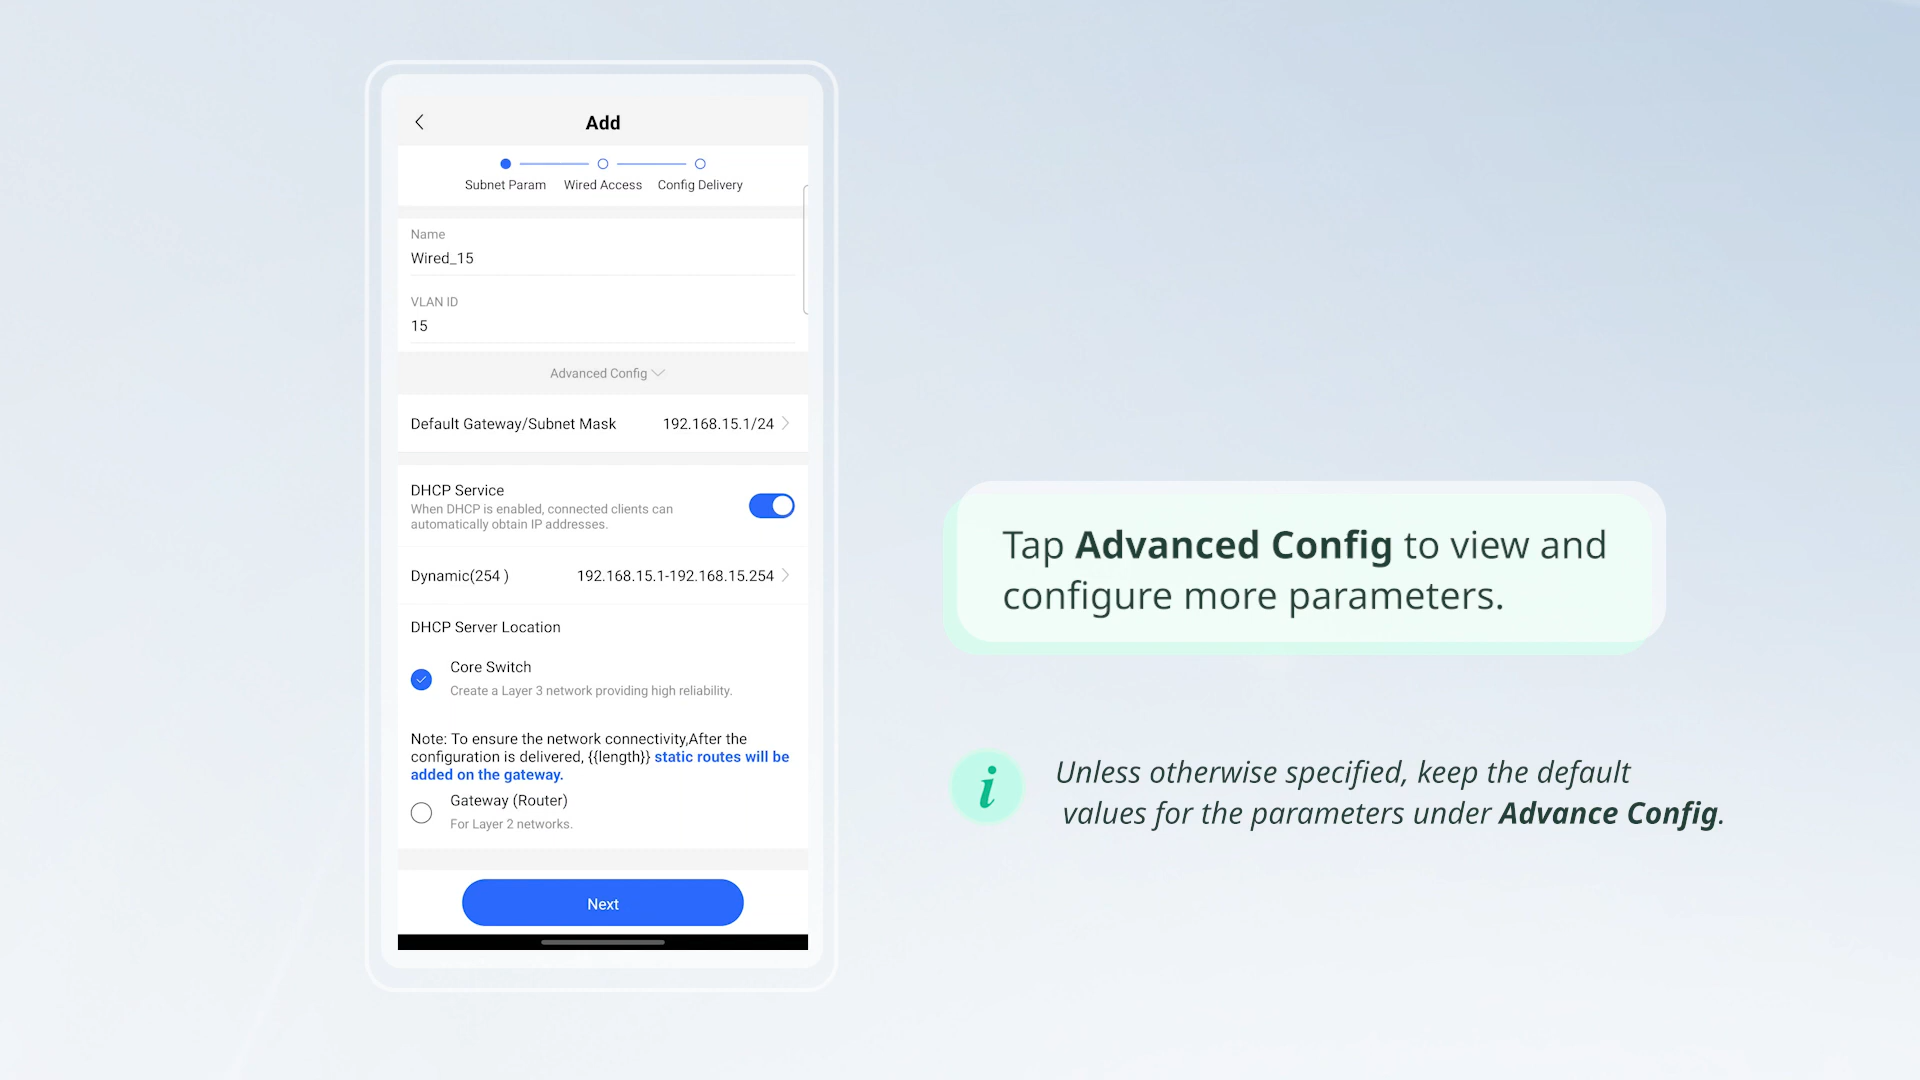 Add
Subnet Param Wired Access Config Delivery
Name
Wired_15
VLAN ID
15
Advanced Config
Default Gateway/Subnet Mask 192.168.15.1/24
DHCP Service
When DHCP is enabled, connected clients can
automatically obtain IP addresses.
Dynamic(254 ) 192.168.15.1-192.168.15.254
DHCP Server Location
Core Switch
Create a Layer 3 network providing high reliability.
Note: To ensure the network connectivity,After the
configuration is delivered, {{length}} static routes will be
added on the gateway.
Gateway (Router)
For Layer 2 networks.
Next
Tap Advanced Config to view and
configure more parameters.
i
Unless otherwise specified, keep the default
values for the parameters under Advance Config.